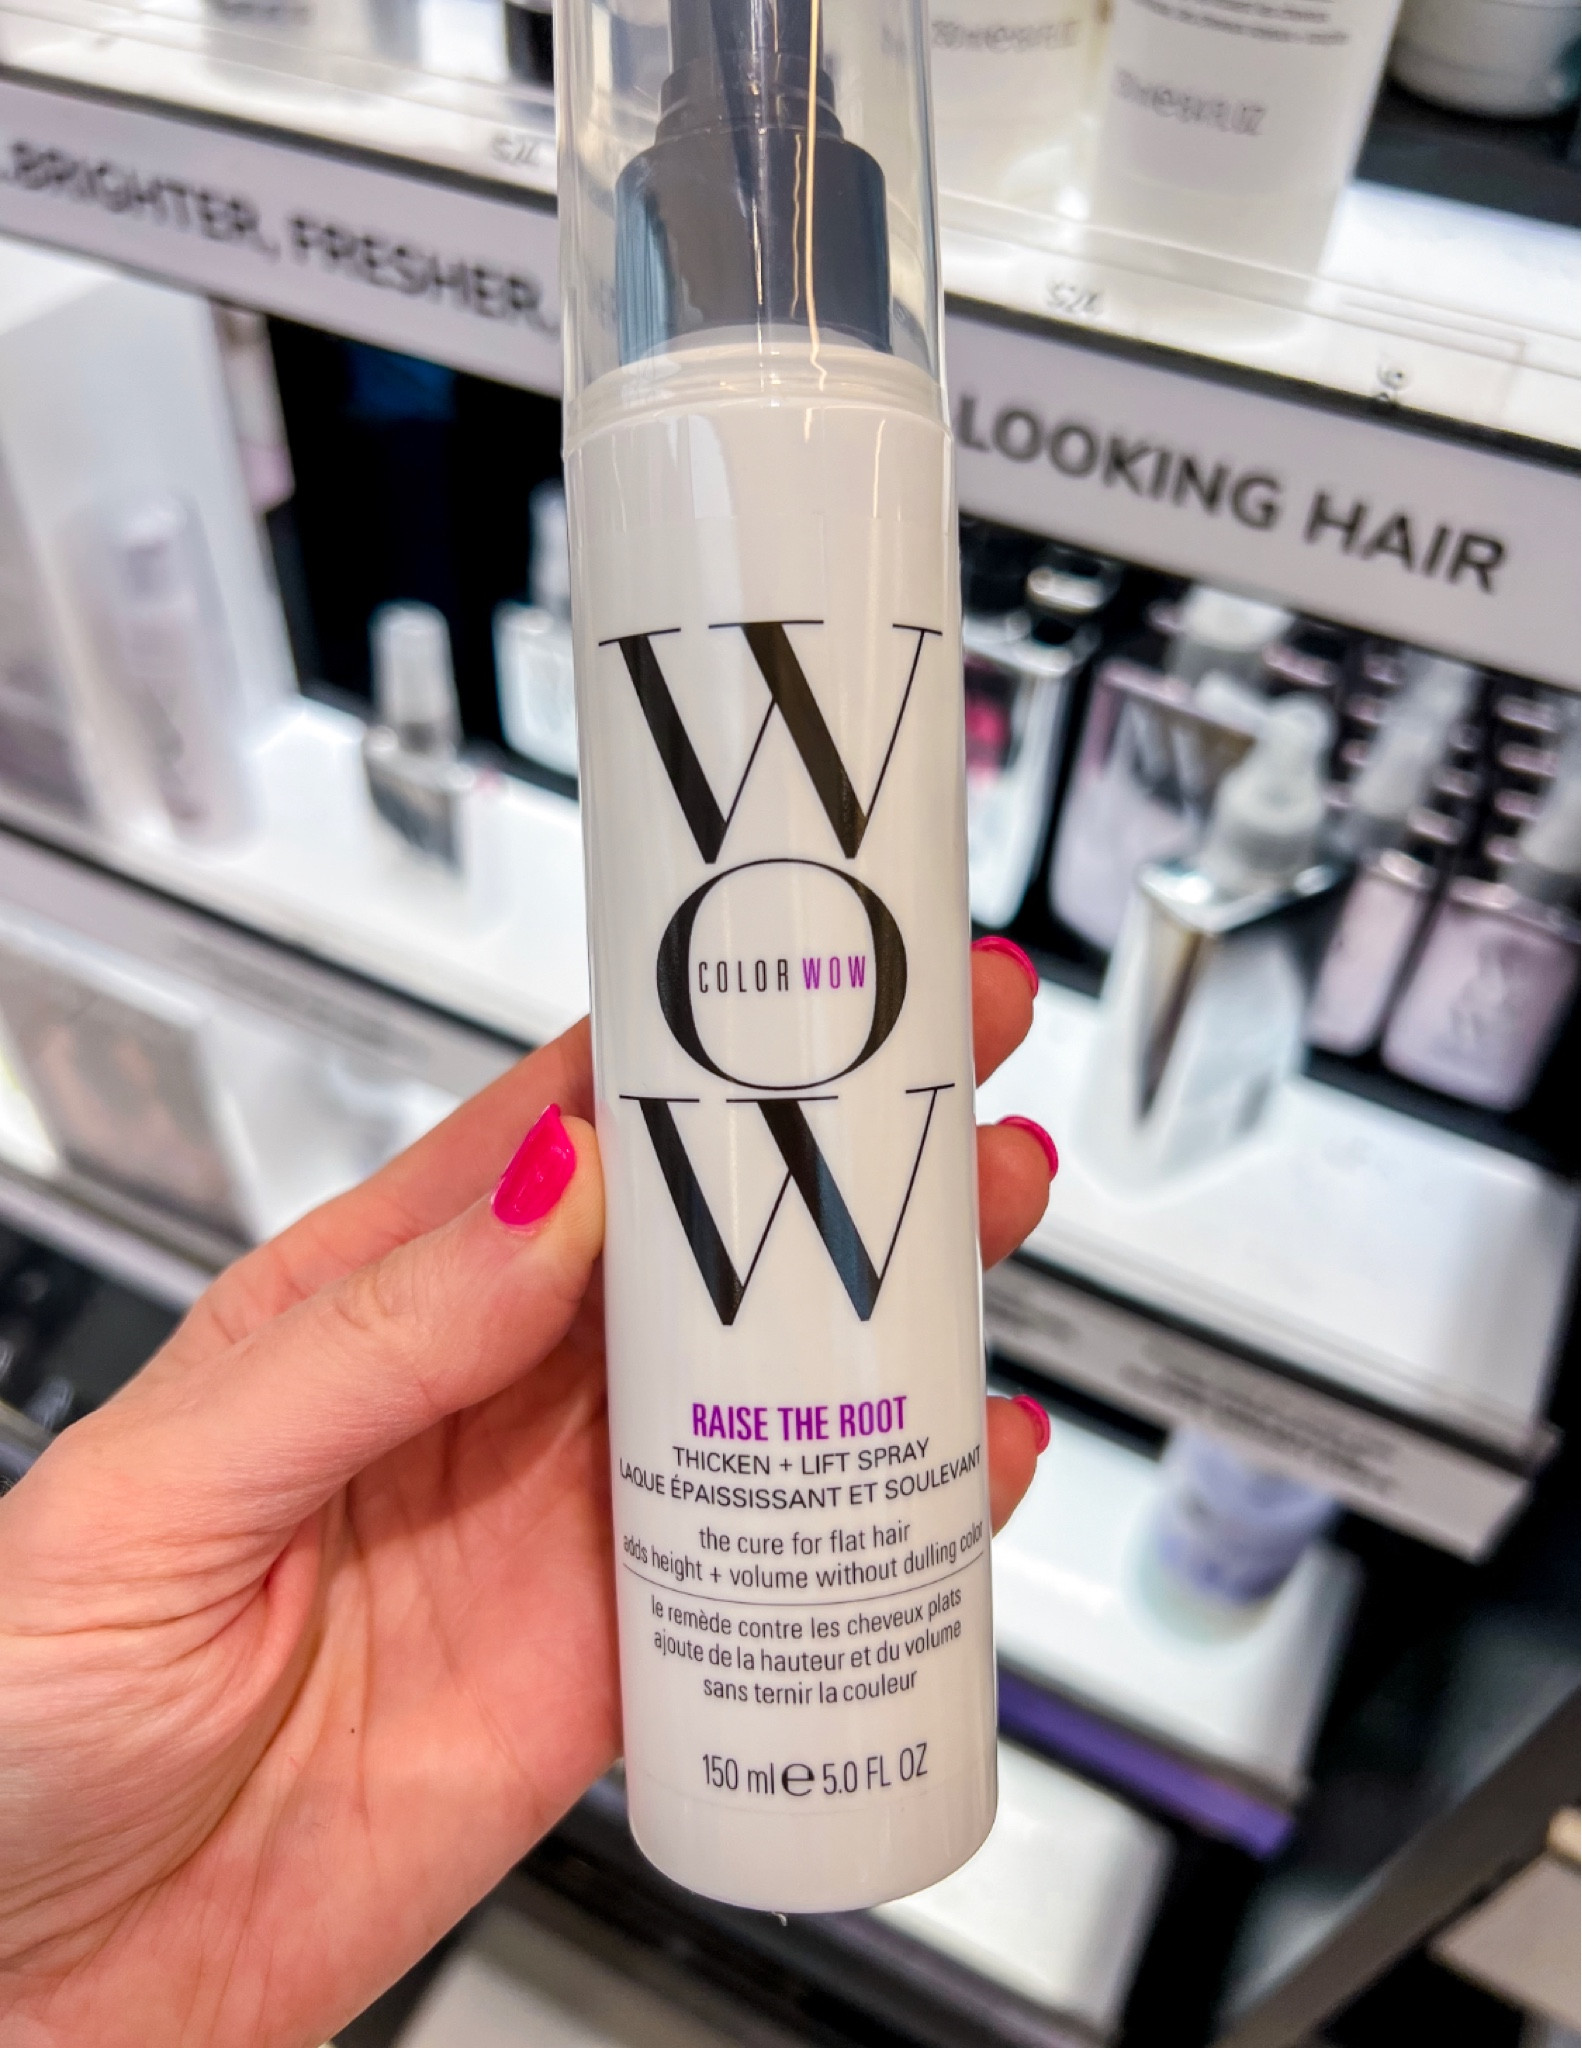 BRIGHTER, FRESHER,
LOOKING HAIR
WOW
COLOR WOW
RAISE THE ROOT
THICKEN + LIFT SPRAY
LAQUE ÉPAISSISSANT ET SOULEVANT
the cure for flat hair
adds height + volume without dulling color
le remède contre les cheveux plats
ajoute de la hauteur et du volume
sans ternir la couleur
150 ml e 5.0 FL OZ